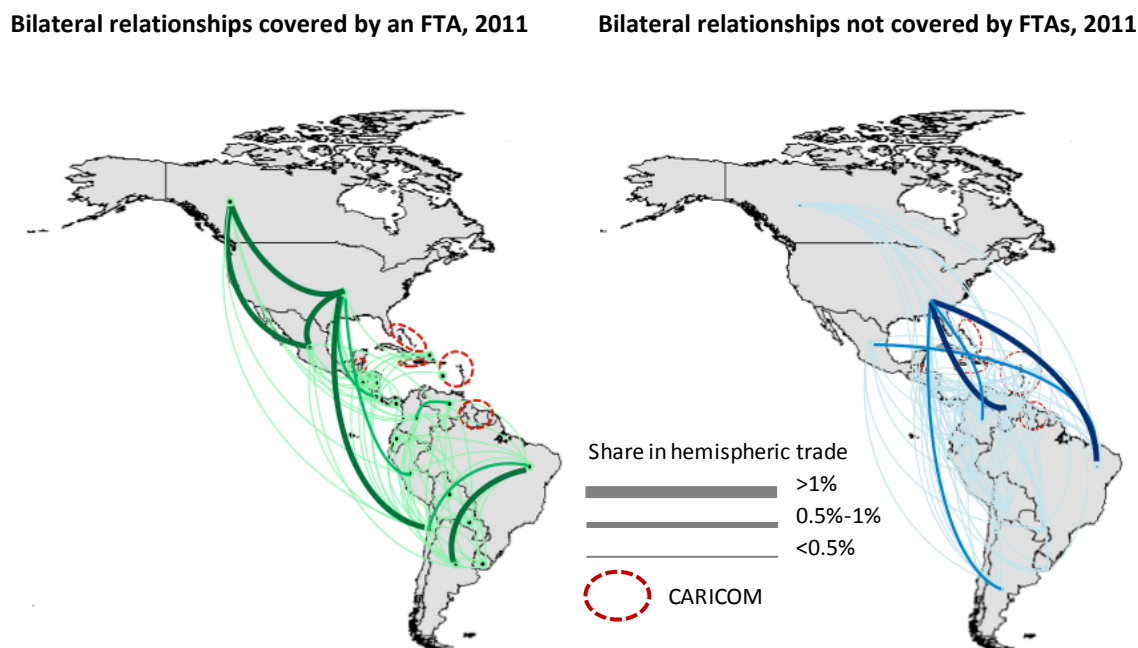 Bilateral relationships covered by an FTA, 2011
Bilateral relationships not covered by FTAs, 2011
Share in hemispheric trade
>1%
0.5%-1%
<0.5%
CARICOM